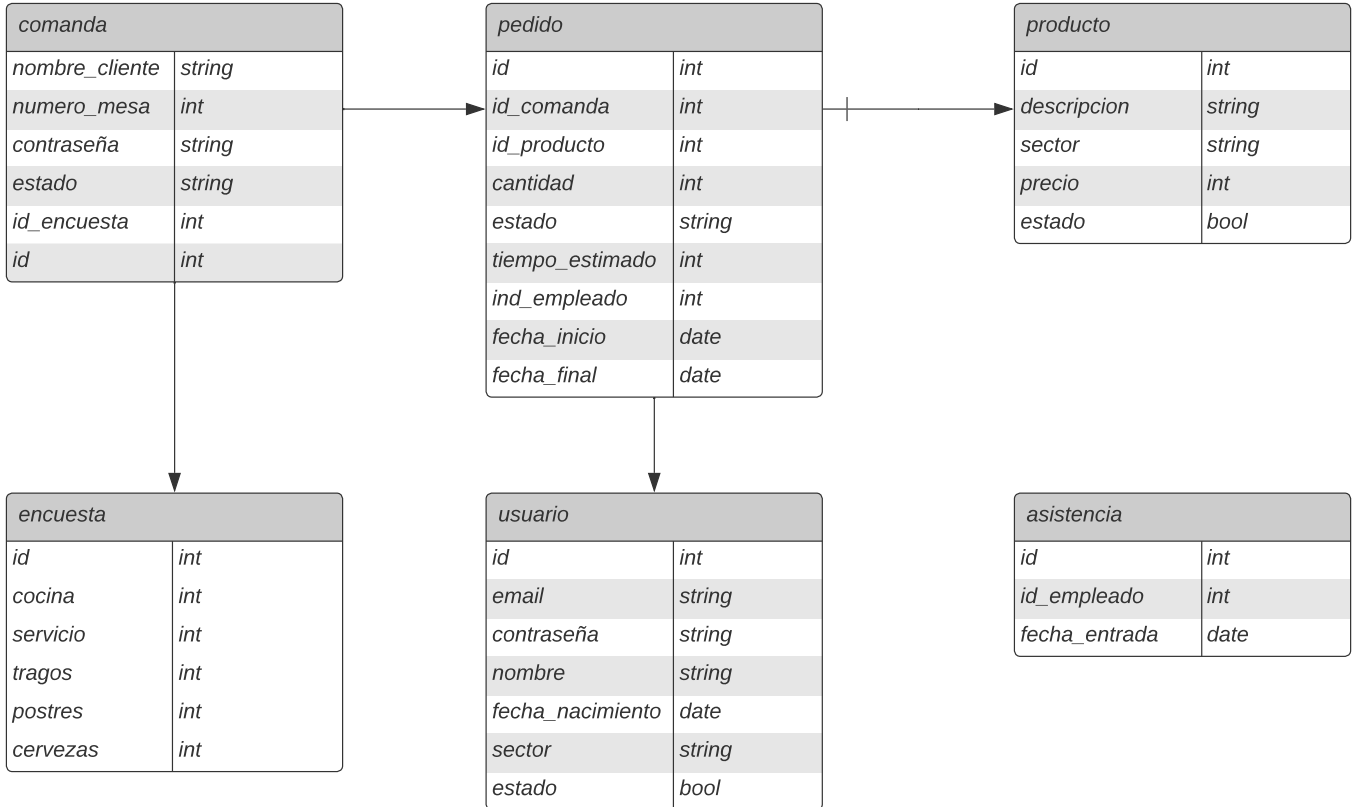 comanda
nombre_cliente string
numero_mesa int
contraseña string
estado string
id_encuesta int
id int
pedido
id int
id_comanda int
id_producto int
cantidad int
estado string
tiempo_estimado int
ind_empleado int
fecha_inicio date
fecha_final date
producto
id int
descripcion string
sector string
precio int
estado bool
encuesta
id int
cocina int
servicio int
tragos int
postres int
cervezas int
usuario
id int
email string
contraseña string
nombre string
fecha_nacimiento date
sector string
estado bool
asistencia
id int
id_empleado int
fecha_entrada date